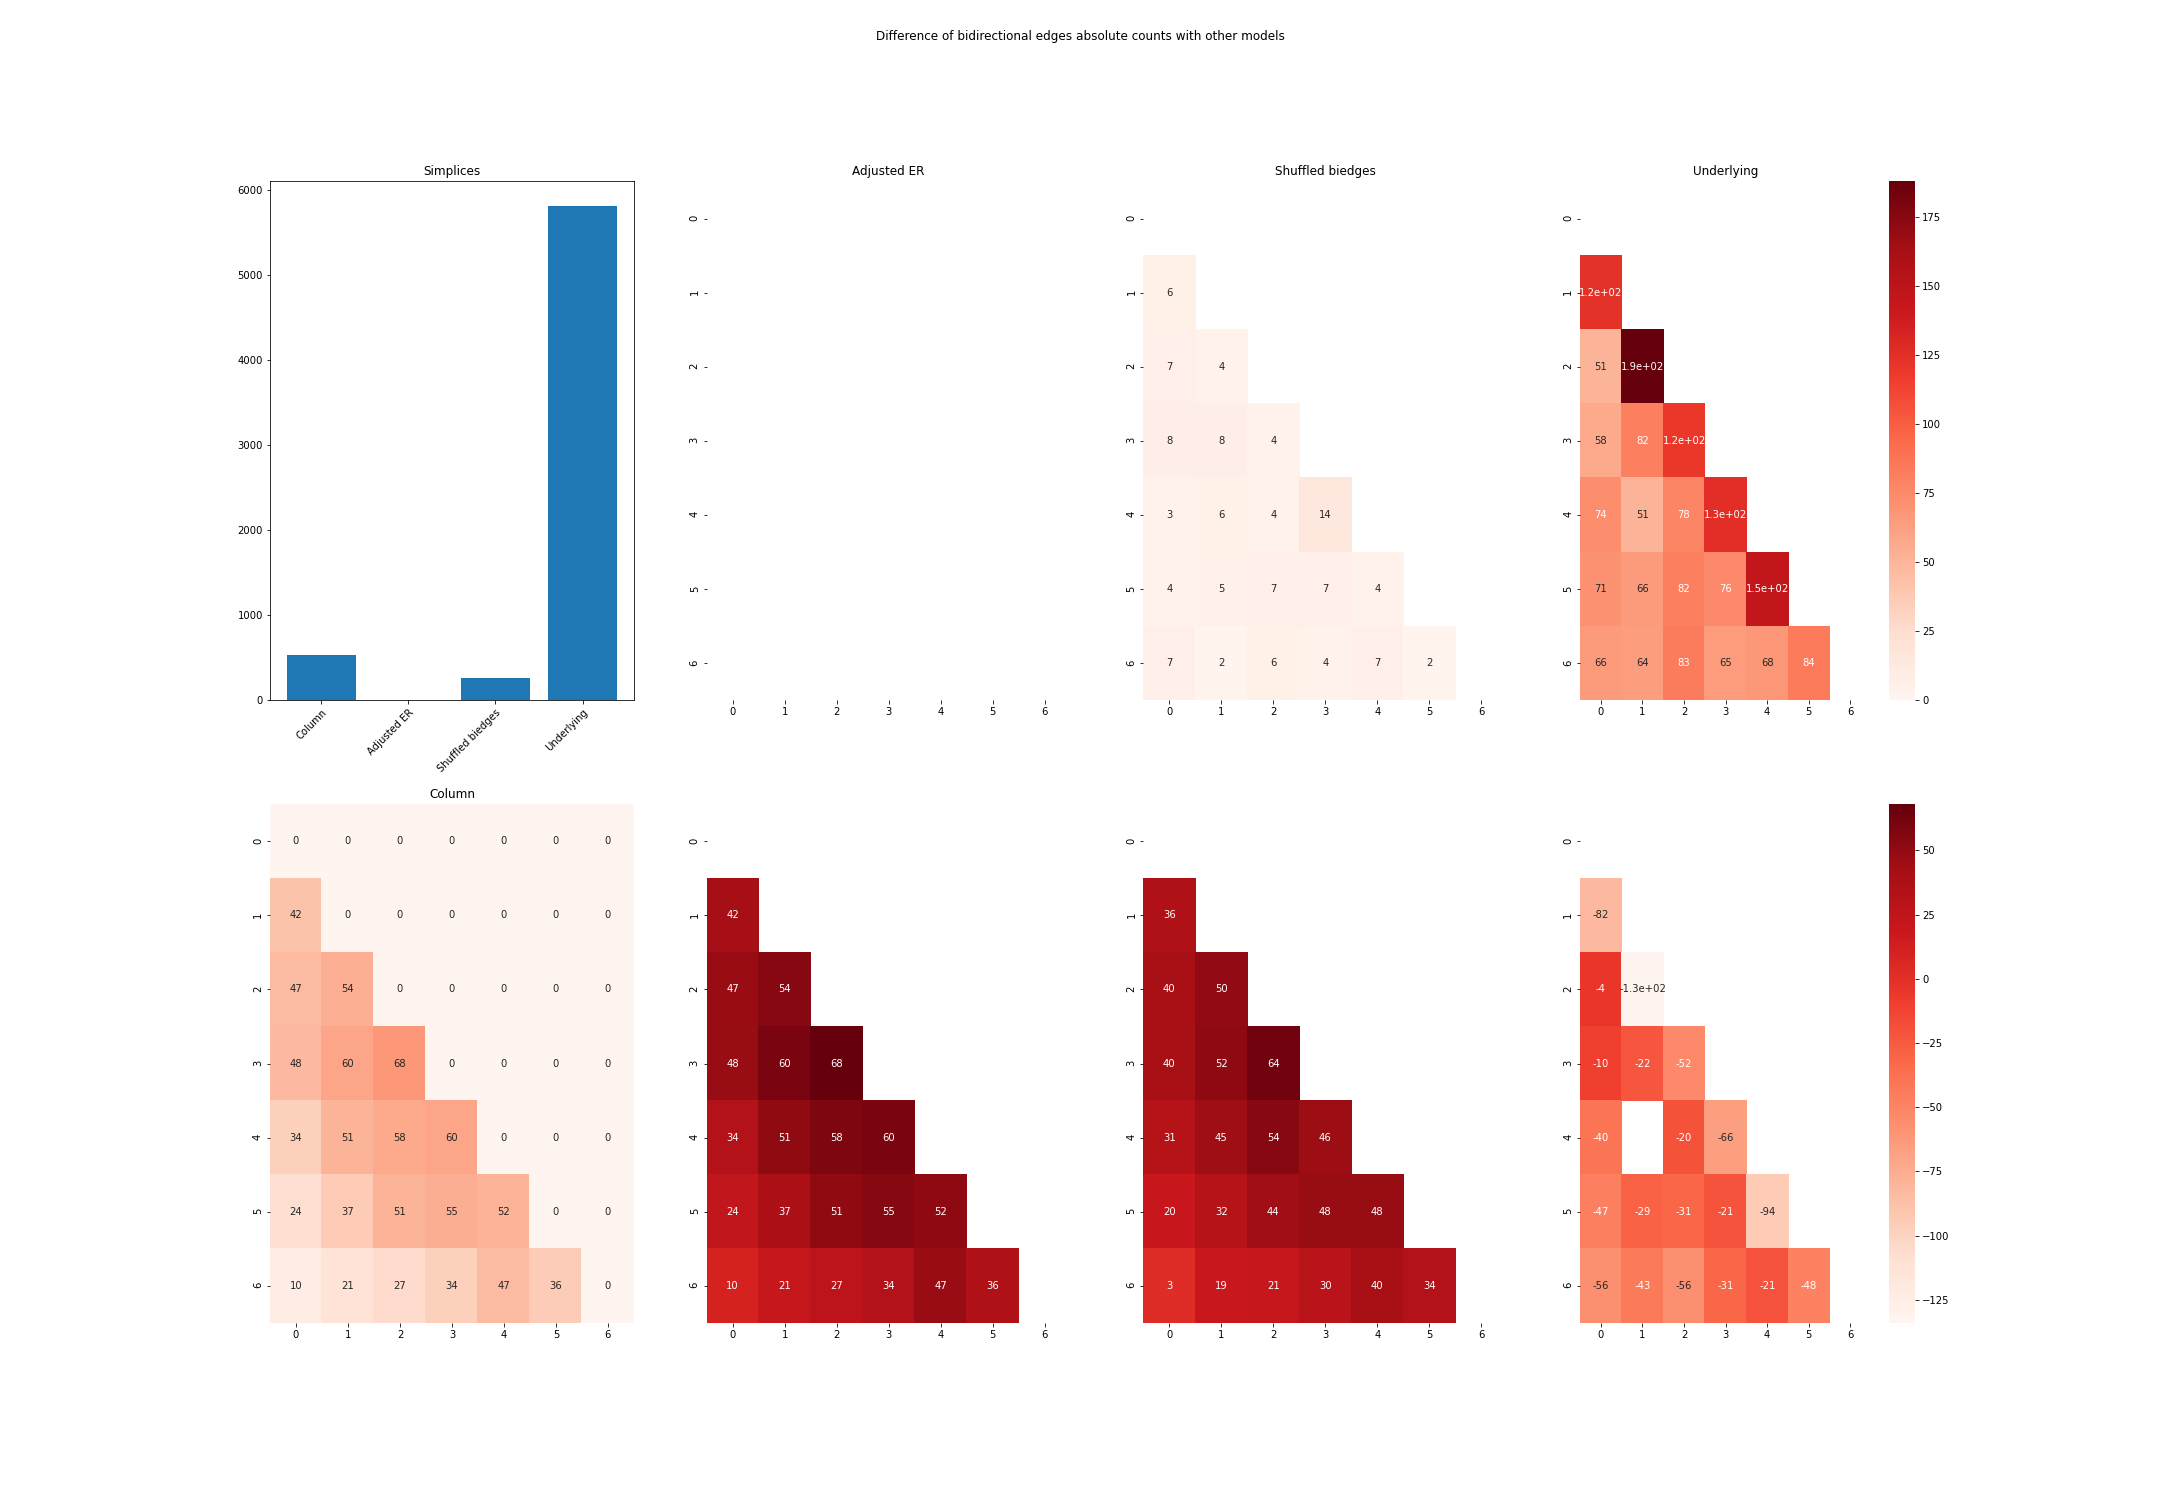 Difference of bidirectional edges absolute counts with other models
Simplices
Adjusted ER
Shuffled biedges
Underlying
6000
5000
4000
3000
2000
1000
0
Column
Adjusted ER
Shuffled biedges
Underlying
0
1
2
3
4
5
6
0 1 2 3 4 5 6
0
1 6
2 7 4
3 8 8 4
4 3 6 4 14
5 4 5 7 7 4
6 7 2 6 4 7 2
0 1 2 3 4 5 6
0
1 1.2e+02
2 51 1.9e+02
3 58 82 1.2e+02
4 74 51 78 1.3e+02
5 71 66 82 76 1.5e+02
6 66 64 83 65 68 84
0 1 2 3 4 5 6
175
150
125
100
75
50
25
0
Column
0 0 0 0 0 0 0 0
1 42 0 0 0 0 0 0
2 47 54 0 0 0 0 0
3 48 60 68 0 0 0 0
4 34 51 58 60 0 0 0
5 24 37 51 55 52 0 0
6 10 21 27 34 47 36 0
0 1 2 3 4 5 6
0
1 42
2 47 54
3 48 60 68
4 34 51 58 60
5 24 37 51 55 52
6 10 21 27 34 47 36
0 1 2 3 4 5 6
0
1 36
2 40 50
3 40 52 64
4 31 45 54 46
5 20 32 44 48 48
6 3 19 21 30 40 34
0 1 2 3 4 5 6
0
1 -82
2 -4 -1.3e+02
3 -10 -22 -52
4 -40 -20 -66
5 -47 -29 -31 -21 -94
6 -56 -43 -56 -31 -21 -48
0 1 2 3 4 5 6
50
25
0
−25
−50
−75
−100
−125